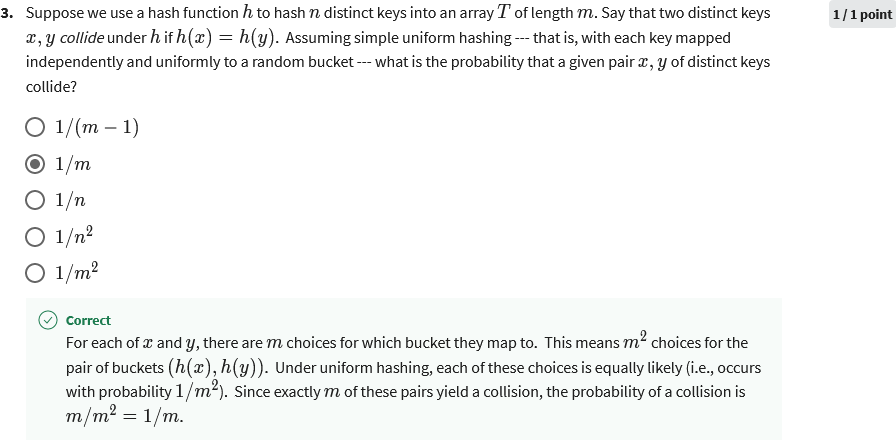 3. Suppose we use a hash function h to hash n distinct keys into an array T of length m. Say that two distinct keys
1 / 1 point
x, y collide under h if h(x) = h(y). Assuming simple uniform hashing --- that is, with each key mapped
independently and uniformly to a random bucket --- what is the probability that a given pair x, y of distinct keys
collide?
1/(m − 1)
1/m
1/n
1/n²
1/m²
Correct
For each of x and y, there are m choices for which bucket they map to. This means m² choices for the
pair of buckets (h(x), h(y)). Under uniform hashing, each of these choices is equally likely (i.e., occurs
with probability 1/m²). Since exactly m of these pairs yield a collision, the probability of a collision is
m/m² = 1/m.